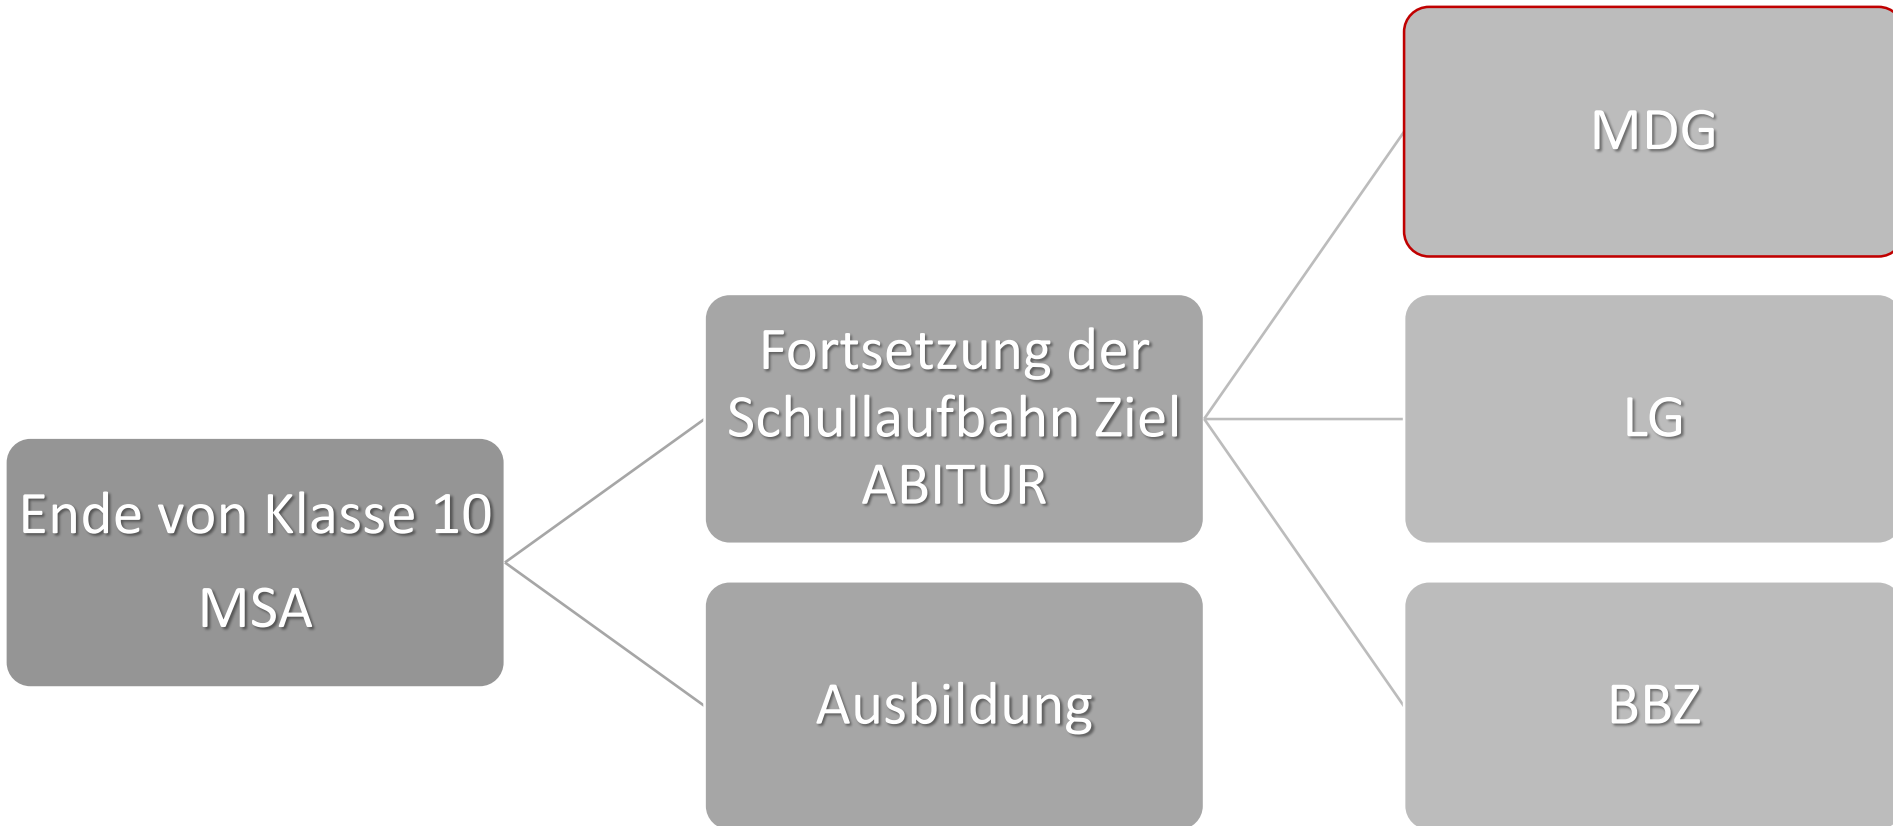 Ende von Klasse 10
MSA
Fortsetzung der
Schullaufbahn Ziel
ABITUR
Ausbildung
MDG
LG
BBZ